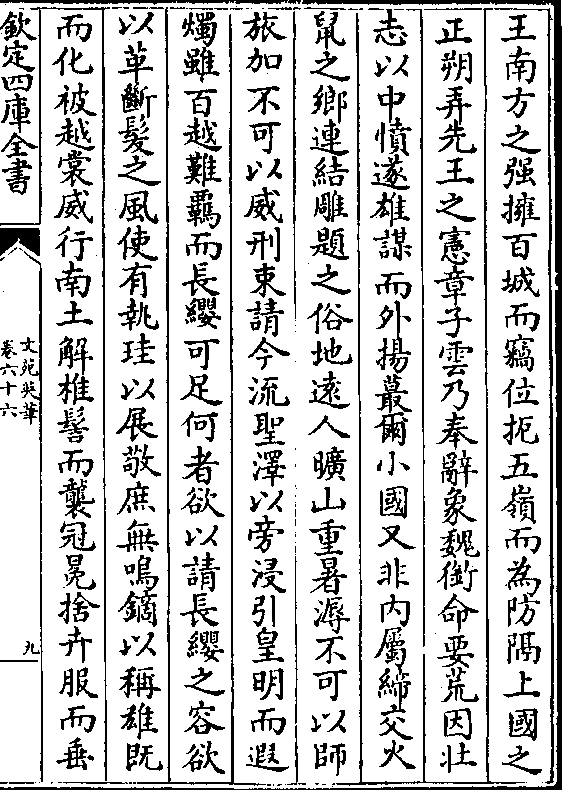 王南方之强擁百城而竊位扼五嶺而為防隔上國之
正朔弄先王之憲章子雲乃奉辭象魏銜命要荒因壯
志以中憤遂雄謀而外揚蕞爾小國又非内屬締交火
鼠之鄉連結雕題之俗地逺人曠山重暑溽不可以師
旅加不可以威刑束請今流聖澤以旁浸引皇明而遐
燭雖百越難羈而長纓可足何者欲以請長纓之容欲
以革斷髮之風使有執珪以展敬庶無鳴鏑以稱雄既
而化被越裳威行南土解椎髻而襲冠冕捨卉服而垂
欽定四庫全書
文苑英華
卷六十六
九